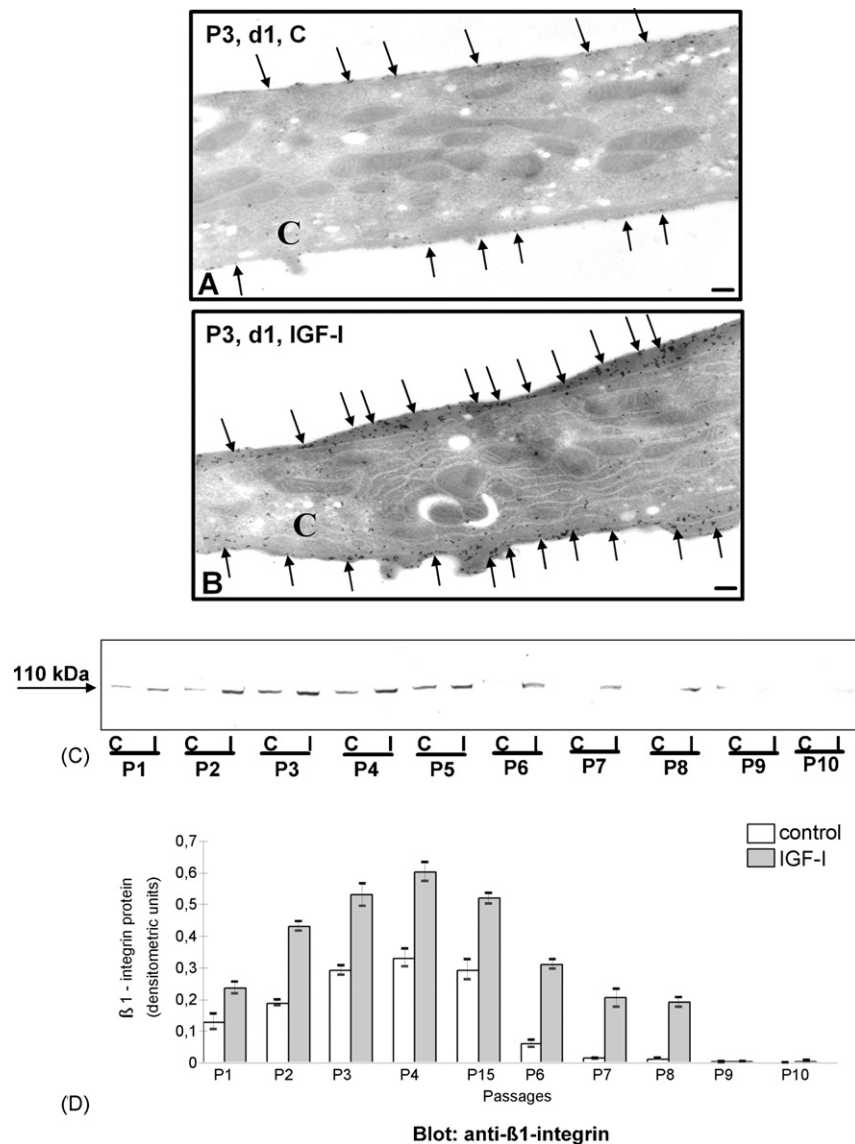 P3, d1, C
C
A
P3, d1, IGF-I
C
B
110 kDa
C I C I C I C I C I C I C I C I C I C I
(C) P1 P2 P3 P4 P5 P6 P7 P8 P9 P10
control
IGF-I
ß 1 - integrin protein
(densitometric units)
0,7
0,6
0,5
0,4
0,3
0,2
0,1
0
P1 P2 P3 P4 P15 P6 P7 P8 P9 P10
Passages
(D)
Blot: anti-ß1-integrin